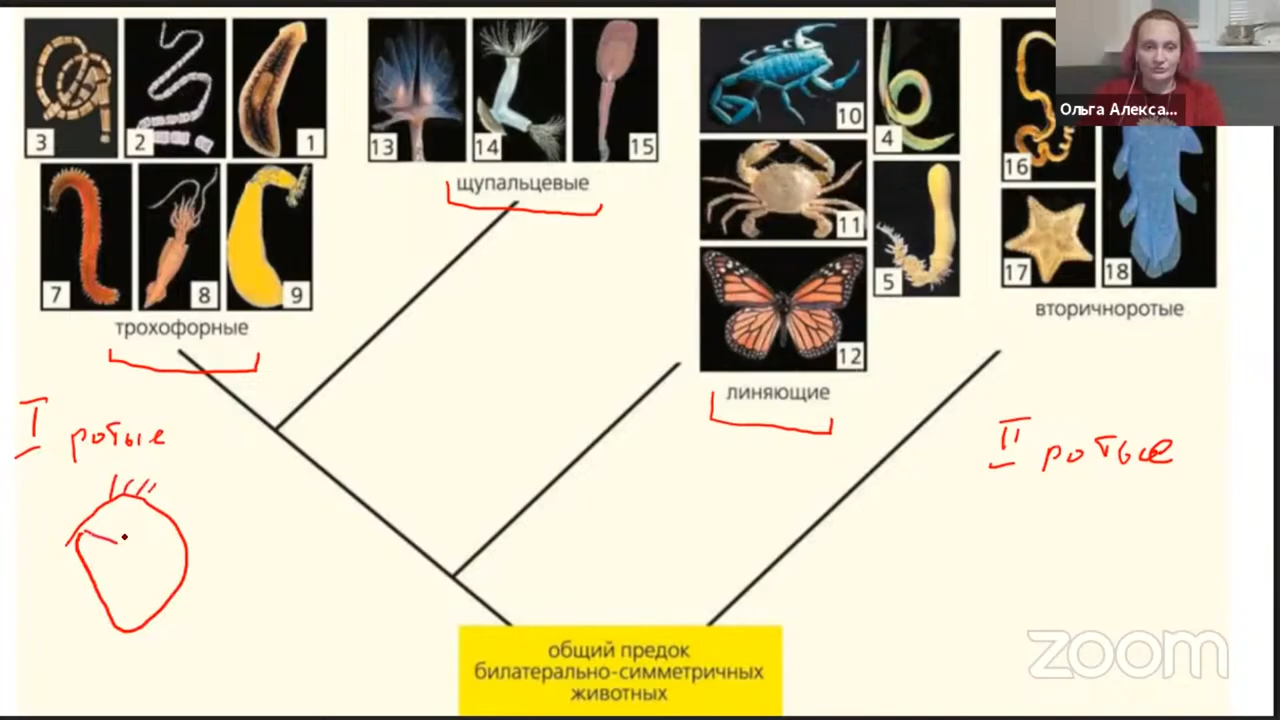 Ольга Алекса...
3
2
1
13
14
15
10
4
16
щупальцевые
11
7
8
9
5
17
18
вторичноротые
трохофорные
12
линяющие
I ротые
II ротые
общий предок
билатерально-симметричных
животных
zoom